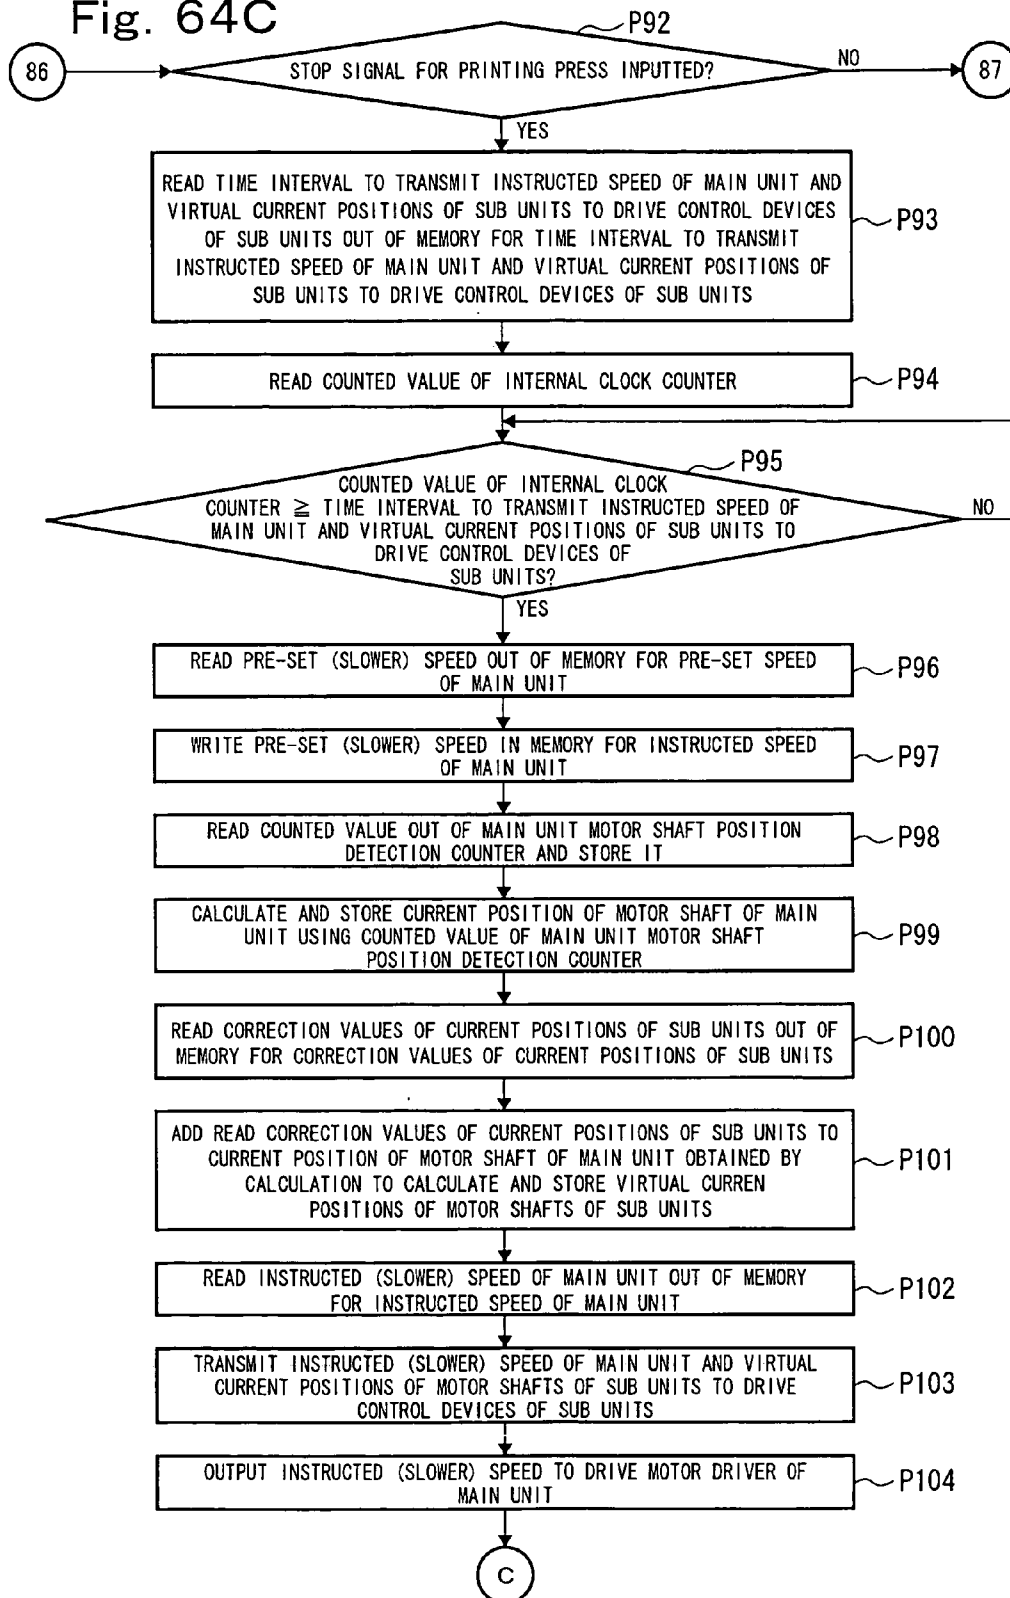 Fig. 64C
P92
86
STOP SIGNAL FOR PRINTING PRESS INPUTTED?
NO
87
YES
READ TIME INTERVAL TO TRANSMIT INSTRUCTED SPEED OF MAIN UNIT AND
VIRTUAL CURRENT POSITIONS OF SUB UNITS TO DRIVE CONTROL DEVICES
OF SUB UNITS OUT OF MEMORY FOR TIME INTERVAL TO TRANSMIT
INSTRUCTED SPEED OF MAIN UNIT AND VIRTUAL CURRENT POSITIONS OF
SUB UNITS TO DRIVE CONTROL DEVICES OF SUB UNITS
P93
READ COUNTED VALUE OF INTERNAL CLOCK COUNTER
P94
P95
COUNTED VALUE OF INTERNAL CLOCK
COUNTER ≧ TIME INTERVAL TO TRANSMIT INSTRUCTED SPEED OF
MAIN UNIT AND VIRTUAL CURRENT POSITIONS OF SUB UNITS TO
DRIVE CONTROL DEVICES OF
SUB UNITS?
NO
YES
READ PRE-SET (SLOWER) SPEED OUT OF MEMORY FOR PRE-SET SPEED
OF MAIN UNIT
P96
WRITE PRE-SET (SLOWER) SPEED IN MEMORY FOR INSTRUCTED SPEED
OF MAIN UNIT
P97
READ COUNTED VALUE OUT OF MAIN UNIT MOTOR SHAFT POSITION
DETECTION COUNTER AND STORE IT
P98
CALCULATE AND STORE CURRENT POSITION OF MOTOR SHAFT OF MAIN
UNIT USING COUNTED VALUE OF MAIN UNIT MOTOR SHAFT
POSITION DETECTION COUNTER
P99
READ CORRECTION VALUES OF CURRENT POSITIONS OF SUB UNITS OUT OF
MEMORY FOR CORRECTION VALUES OF CURRENT POSITIONS OF SUB UNITS
P100
ADD READ CORRECTION VALUES OF CURRENT POSITIONS OF SUB UNITS TO
CURRENT POSITION OF MOTOR SHAFT OF MAIN UNIT OBTAINED BY
CALCULATION TO CALCULATE AND STORE VIRTUAL CURREN
POSITIONS OF MOTOR SHAFTS OF SUB UNITS
P101
READ INSTRUCTED (SLOWER) SPEED OF MAIN UNIT OUT OF MEMORY
FOR INSTRUCTED SPEED OF MAIN UNIT
P102
TRANSMIT INSTRUCTED (SLOWER) SPEED OF MAIN UNIT AND VIRTUAL
CURRENT POSITIONS OF MOTOR SHAFTS OF SUB UNITS TO DRIVE
CONTROL DEVICES OF SUB UNITS
P103
OUTPUT INSTRUCTED (SLOWER) SPEED TO DRIVE MOTOR DRIVER OF
MAIN UNIT
P104
C